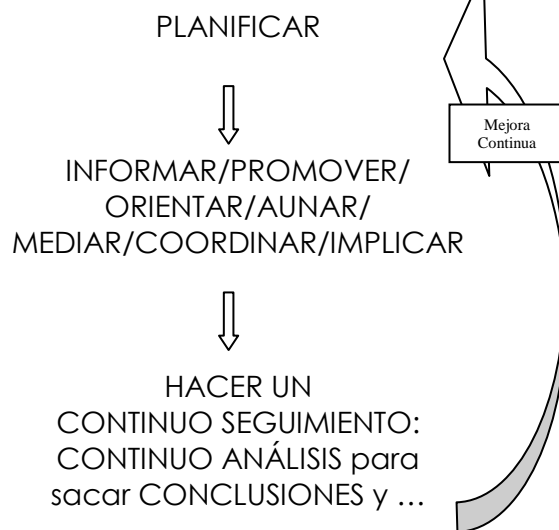 PLANIFICAR
Mejora
Continua
INFORMAR/PROMOVER/
ORIENTAR/AUNAR/
MEDIAR/COORDINAR/IMPLICAR
HACER UN
CONTINUO SEGUIMIENTO:
CONTINUO ANÁLISIS para
sacar CONCLUSIONES y …